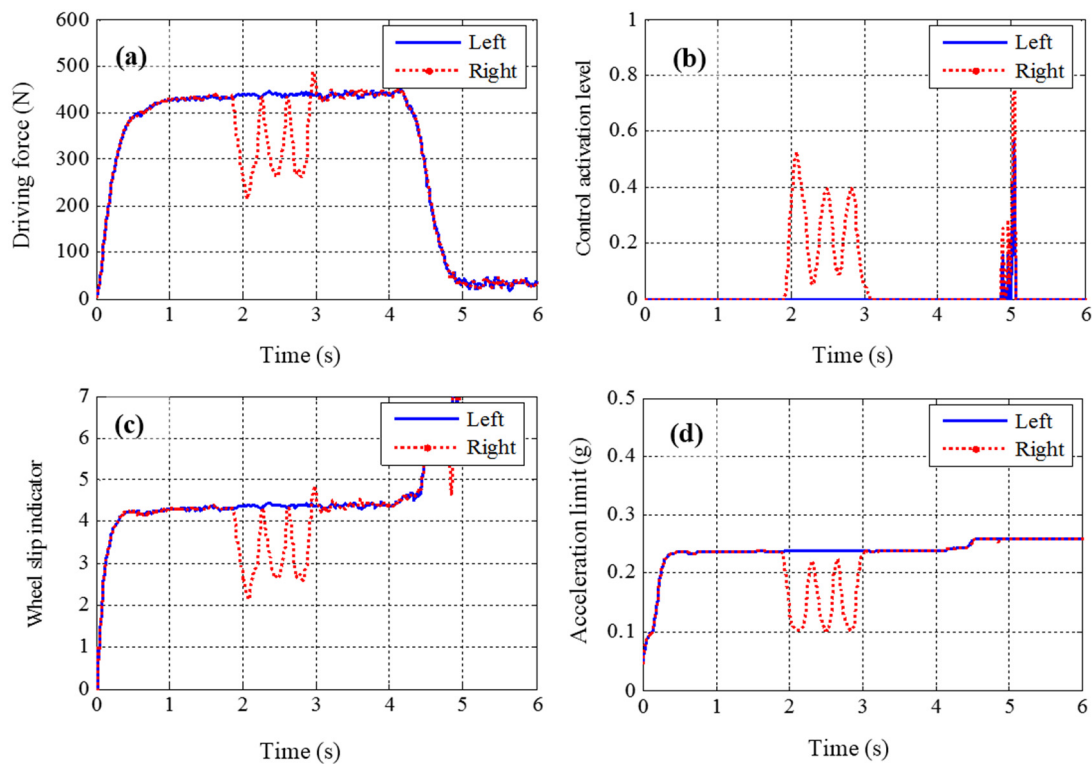 (a)
Left
Right
Driving force (N)
600
500
400
300
200
100
0
0 1 2 3 4 5 6
Time (s)
(b)
Left
Right
Control activation level
1
0.8
0.6
0.4
0.2
0
0 1 2 3 4 5 6
Time (s)
(c)
Left
Right
Wheel slip indicator
7
6
5
4
3
2
1
0
0 1 2 3 4 5 6
Time (s)
(d)
Left
Right
Acceleration limit (g)
0.5
0.4
0.3
0.2
0.1
0
0 1 2 3 4 5 6
Time (s)